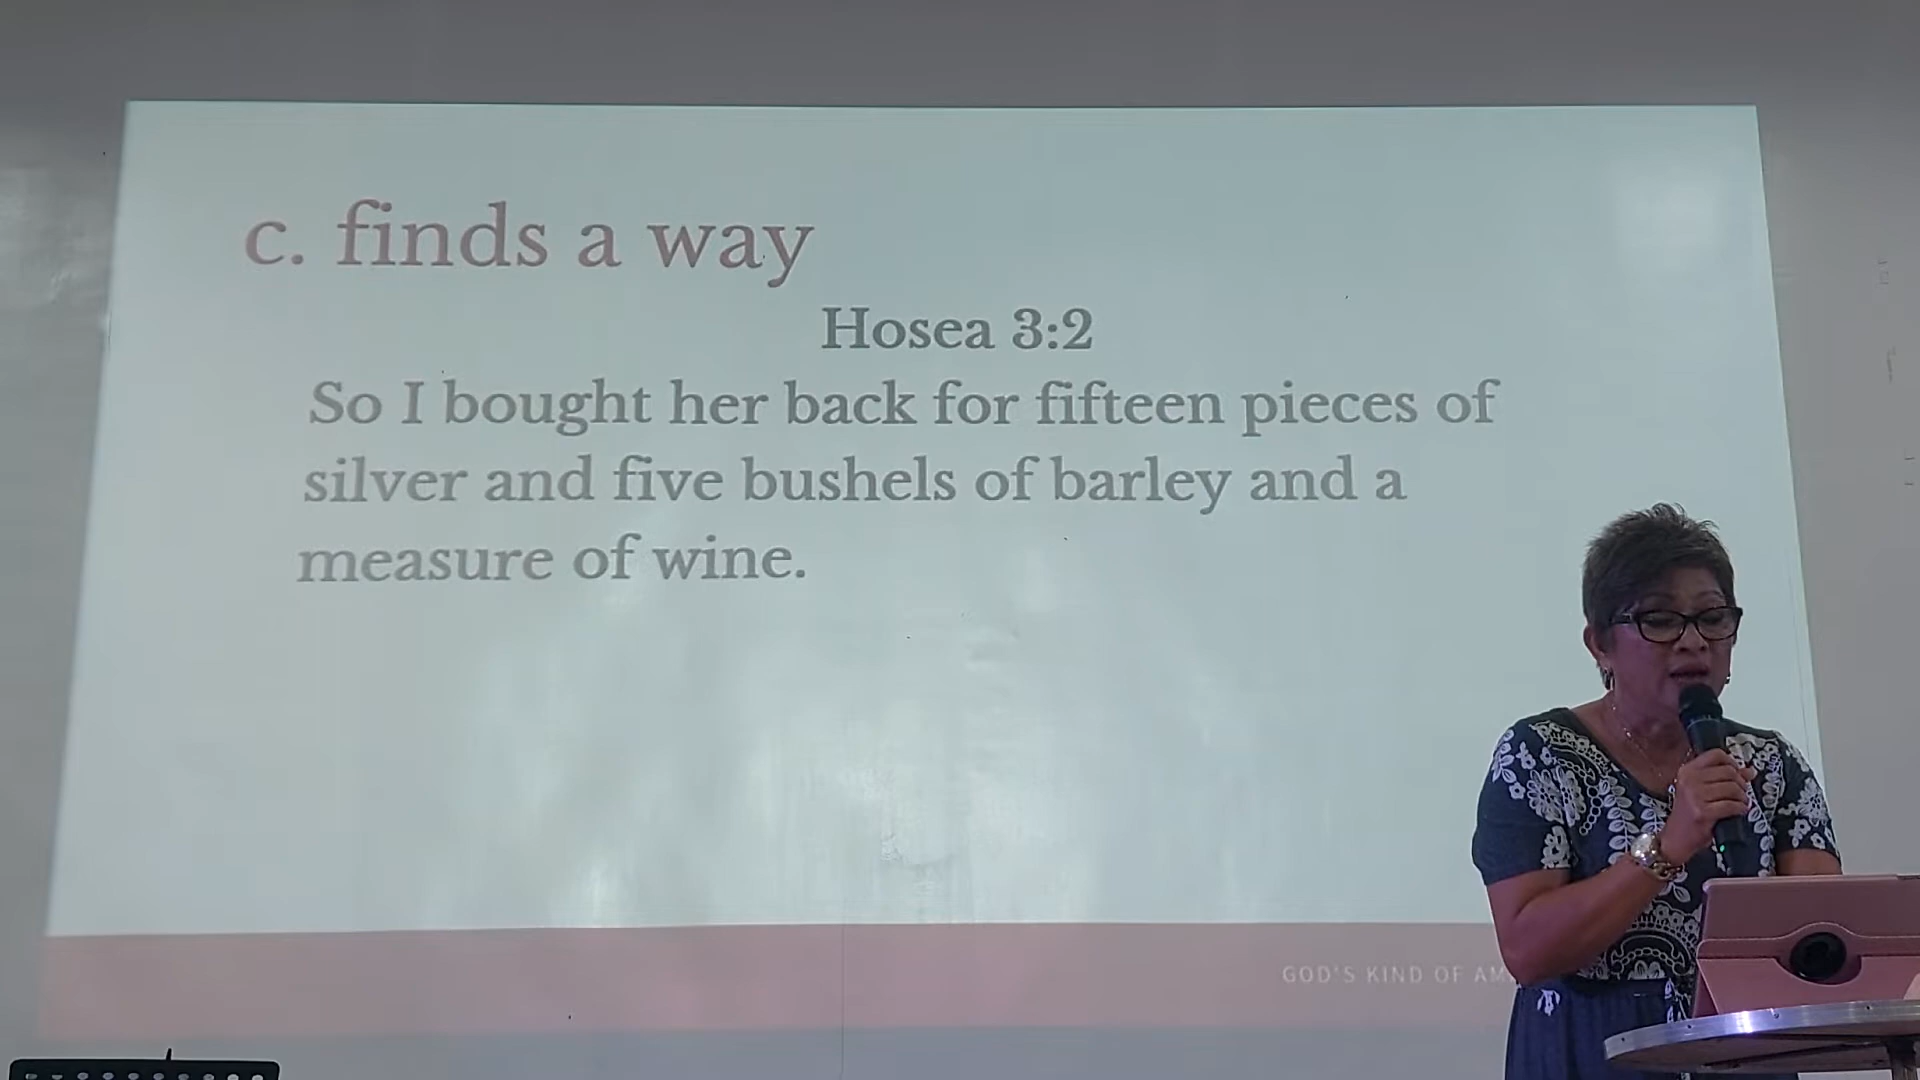 c. finds a way
Hosea 3:2
So I bought her back for fifteen pieces of
silver and five bushels of barley and a
measure of wine.
GOD'S KIND OF